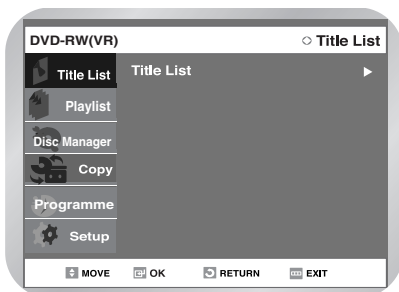 DVD-RW(VR) Title List
Title List Title List ►
Playlist
Disc Manager
Copy
Programme
Setup
MOVE OK RETURN EXIT